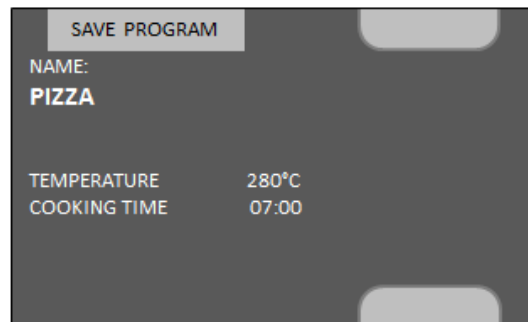 SAVE PROGRAM
NAME:
PIZZA
TEMPERATURE 280°C
COOKING TIME 07:00